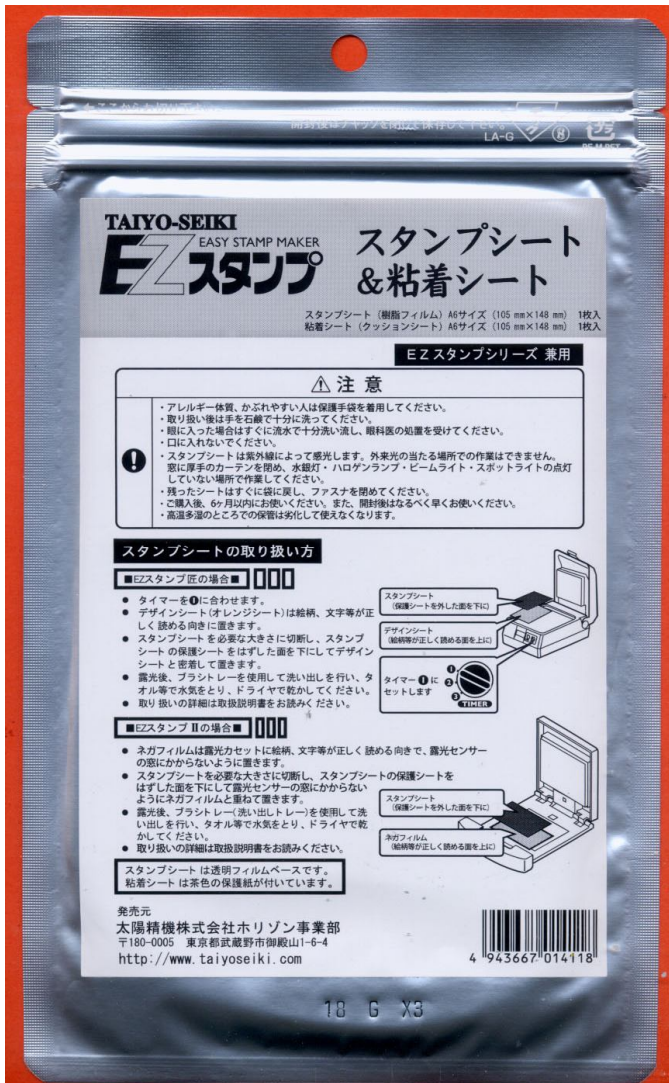 ここから
LA-G
プラ
TAIYO-SEIKI
EASY STAMP MAKER
EZスタンプ
スタンプシート
&粘着シート
スタンプシート（樹脂フィルム）A6サイズ（105 mm×148 mm） 1枚入
粘着シート（クッションシート）A6サイズ（105 mm×148 mm） 1枚入
EZスタンプシリーズ 兼用
⚠注意
・アレルギー体質、かぶれやすい人は保護手袋を着用してください。
・取り扱い後は手を石鹸で十分に洗ってください。
・眼に入った場合はすぐに流水で十分洗い流し、眼科医の処置を受けてください。
・口に入れないでください。
・スタンプシートは紫外線によって感光します。外来光の当たる場所での作業はできません。
窓に厚手のカーテンを閉め、水銀灯・ハロゲンランプ・ビームライト・スポットライトの点灯
していない場所で作業してください。
・残ったシートはすぐに袋に戻し、ファスナを閉めてください。
・ご購入後、6ヶ月以内にお使いください。また、開封後はなるべく早くお使いください。
・高温多湿のところでの保管は劣化して使えなくなります。
スタンプシートの取り扱い方
■EZスタンプ匠の場合■
● タイマーを❶に合わせます。
● デザインシート(オレンジシート)は絵柄、文字等が正
しく読める向きに置きます。
● スタンプシートを必要な大きさに切断し、スタンプ
シートの保護シートをはずした面を下にしてデザイン
シートと密着して置きます。
● 露光後、ブラシトレーを使用して洗い出しを行い、タ
オル等で水気をとり、ドライヤで乾かしてください。
● 取り扱いの詳細は取扱説明書をお読みください。
スタンプシート
(保護シートを外した面を下に)
デザインシート
(絵柄等が正しく読める面を上に)
タイマー❶に
セットします
❶
❷
❸
TIMER
■EZスタンプⅡの場合■
● ネガフィルムは露光カセットに絵柄、文字等が正しく読める向きで、露光センサー
の窓にかからないように置きます。
● スタンプシートを必要な大きさに切断し、スタンプシートの保護シートを
はずした面を下にして露光センサーの窓にかからない
ようにネガフィルムと重ねて置きます。
● 露光後、ブラシトレー(洗い出しトレー)を使用して洗
い出しを行い、タオル等で水気をとり、ドライヤで乾
かしてください。
● 取り扱いの詳細は取扱説明書をお読みください。
スタンプシート
(保護シートを外した面を下に)
ネガフィルム
(絵柄等が正しく読める面を上に)
スタンプシートは透明フィルムベースです。
粘着シートは茶色の保護紙が付いています。
発売元
太陽精機株式会社ホリゾン事業部
〒180-0005 東京都武蔵野市御殿山1-6-4
http://www.taiyoseiki.com
4 943667 014118
18 G X3